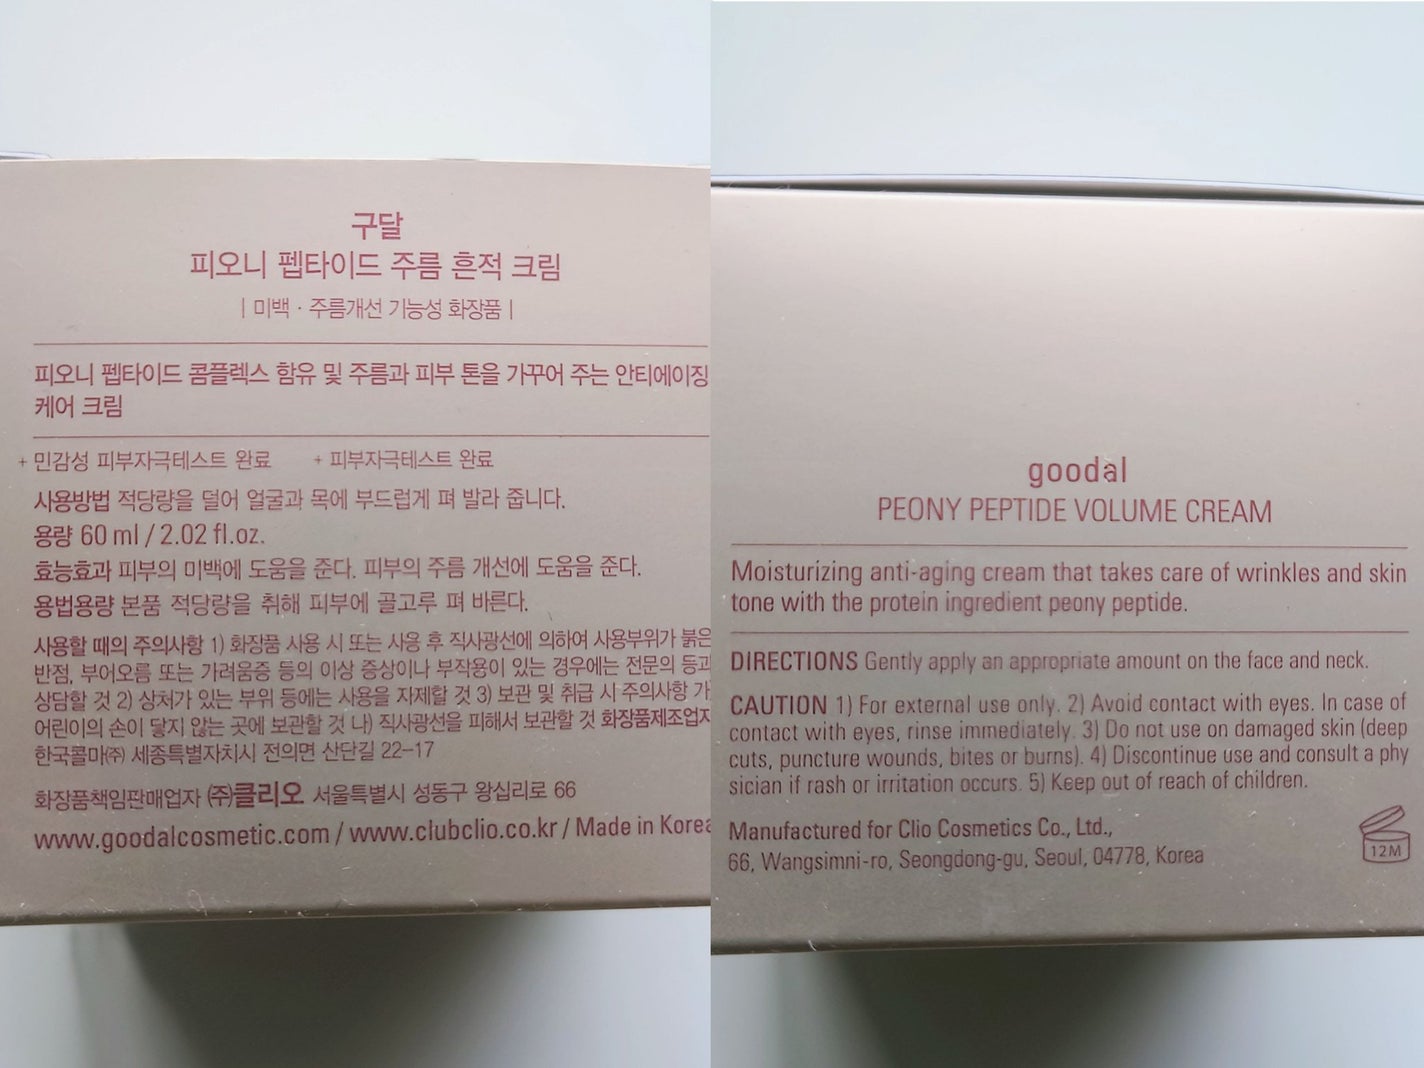 구달
피오니 펩타이드 주름 흔적 크림
| 미백 · 주름개선 기능성 화장품 |
피오니 펩타이드 콤플렉스 함유 및 주름과 피부 톤을 가꾸어 주는 안티에이징
케어 크림
+ 민감성 피부자극테스트 완료 + 피부자극테스트 완료
사용방법 적당량을 덜어 얼굴과 목에 부드럽게 펴 발라 줍니다.
용량 60 ml / 2.02 fl.oz.
효능효과 피부의 미백에 도움을 준다. 피부의 주름 개선에 도움을 준다.
용법용량 본품 적당량을 취해 피부에 골고루 펴 바른다.
사용할 때의 주의사항 1) 화장품 사용 시 또는 사용 후 직사광선에 의하여 사용부위가 붉은
반점, 부어오름 또는 가려움증 등의 이상 증상이나 부작용이 있는 경우에는 전문의 등과
상담할 것 2) 상처가 있는 부위 등에는 사용을 자제할 것 3) 보관 및 취급 시 주의사항 가
어린이의 손이 닿지 않는 곳에 보관할 것 나) 직사광선을 피해서 보관할 것 화장품제조업자
한국콜마㈜ 세종특별자치시 전의면 산단길 22-17
화장품책임판매업자 ㈜클리오 서울특별시 성동구 왕십리로 66
www.goodalcosmetic.com / www.clubclio.co.kr / Made in Korea
goodal
PEONY PEPTIDE VOLUME CREAM
Moisturizing anti-aging cream that takes care of wrinkles and skin
tone with the protein ingredient peony peptide.
DIRECTIONS Gently apply an appropriate amount on the face and neck.
CAUTION 1) For external use only. 2) Avoid contact with eyes. In case of
contact with eyes, rinse immediately. 3) Do not use on damaged skin (deep
cuts, puncture wounds, bites or burns). 4) Discontinue use and consult a phy
sician if rash or irritation occurs. 5) Keep out of reach of children.
Manufactured for Clio Cosmetics Co., Ltd.,
66, Wangsimni-ro, Seongdong-gu, Seoul, 04778, Korea
12M